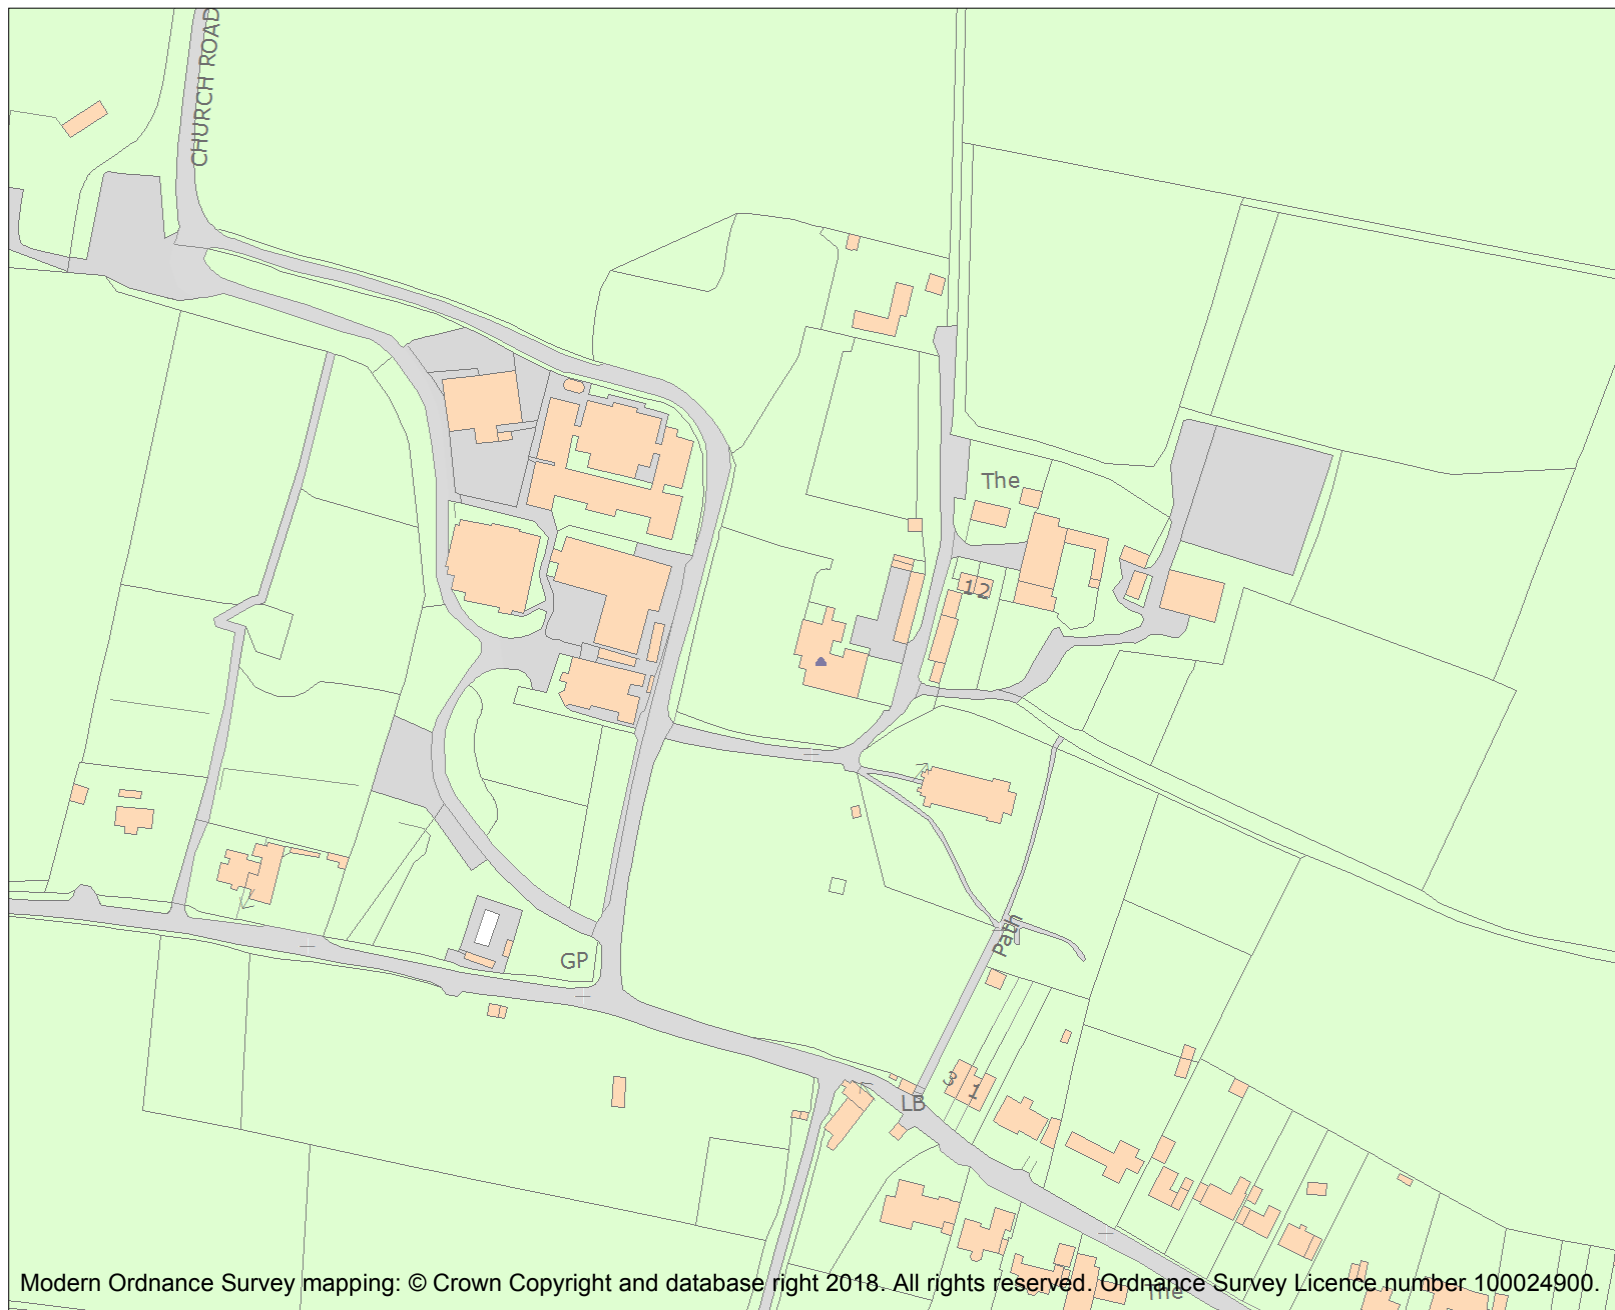 CHURCH ROAD
The
1 2
GP
Path
3
1
LB
The
Modern Ordnance Survey mapping: © Crown Copyright and database right 2018. All rights reserved. Ordnance Survey Licence number 100024900.